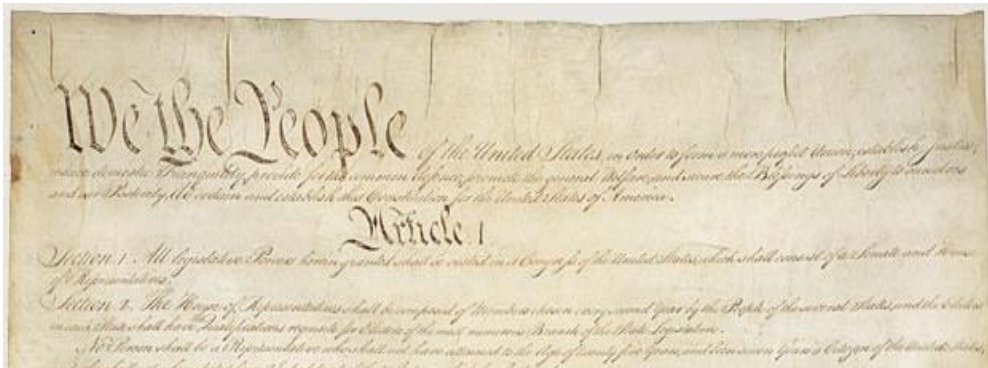 We the People of the United States, in Order to form a more perfect Union, establish Justice,
insure domestic Tranquility, provide for the common defence, promote the general Welfare, and secure the Blessings of Liberty to ourselves
and our Posterity, do ordain and establish this Constitution for the United States of America.
Article I
Section 1. All legislative Powers herein granted shall be vested in a Congress of the United States, which shall consist of a Senate and House
of Representatives.
Section 2. The House of Representatives shall be composed of Members chosen every second Year by the People of the several States, and the Electors
in each State shall have Qualifications requisite for Electors of the most numerous Branch of the State Legislature.
No Person shall be a Representative who shall not have attained to the Age of twenty five Years, and been seven Years a Citizen of the United States,